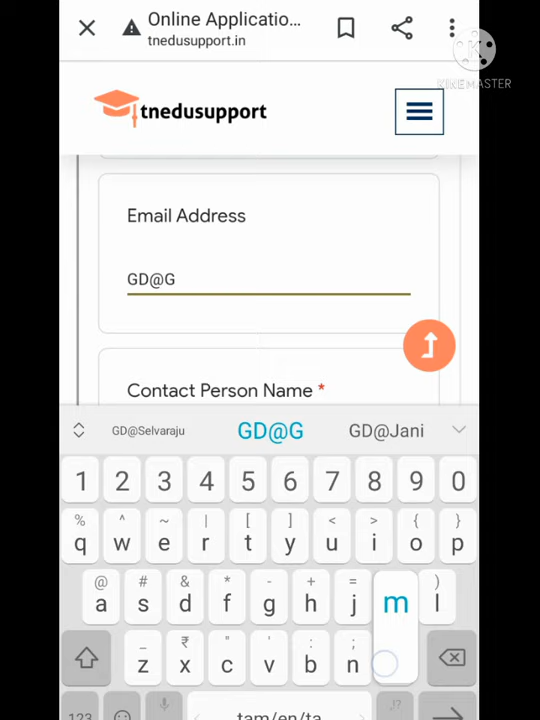 Online Applicatio...
tnedusupport.in
KINEMASTER
tnedusupport
Email Address
GD@G
Contact Person Name *
GD@Selvaraju GD@G GD@Jani
1 2 3 4 5 6 7 8 9 0
% ^ ~ | [ ] < > { }
q w e r t y u i o p
@ # & * - + = )
a s d f g h j m l
_ ₹ " ' : ;
z x c v b n
!?
123 tam/en/ta